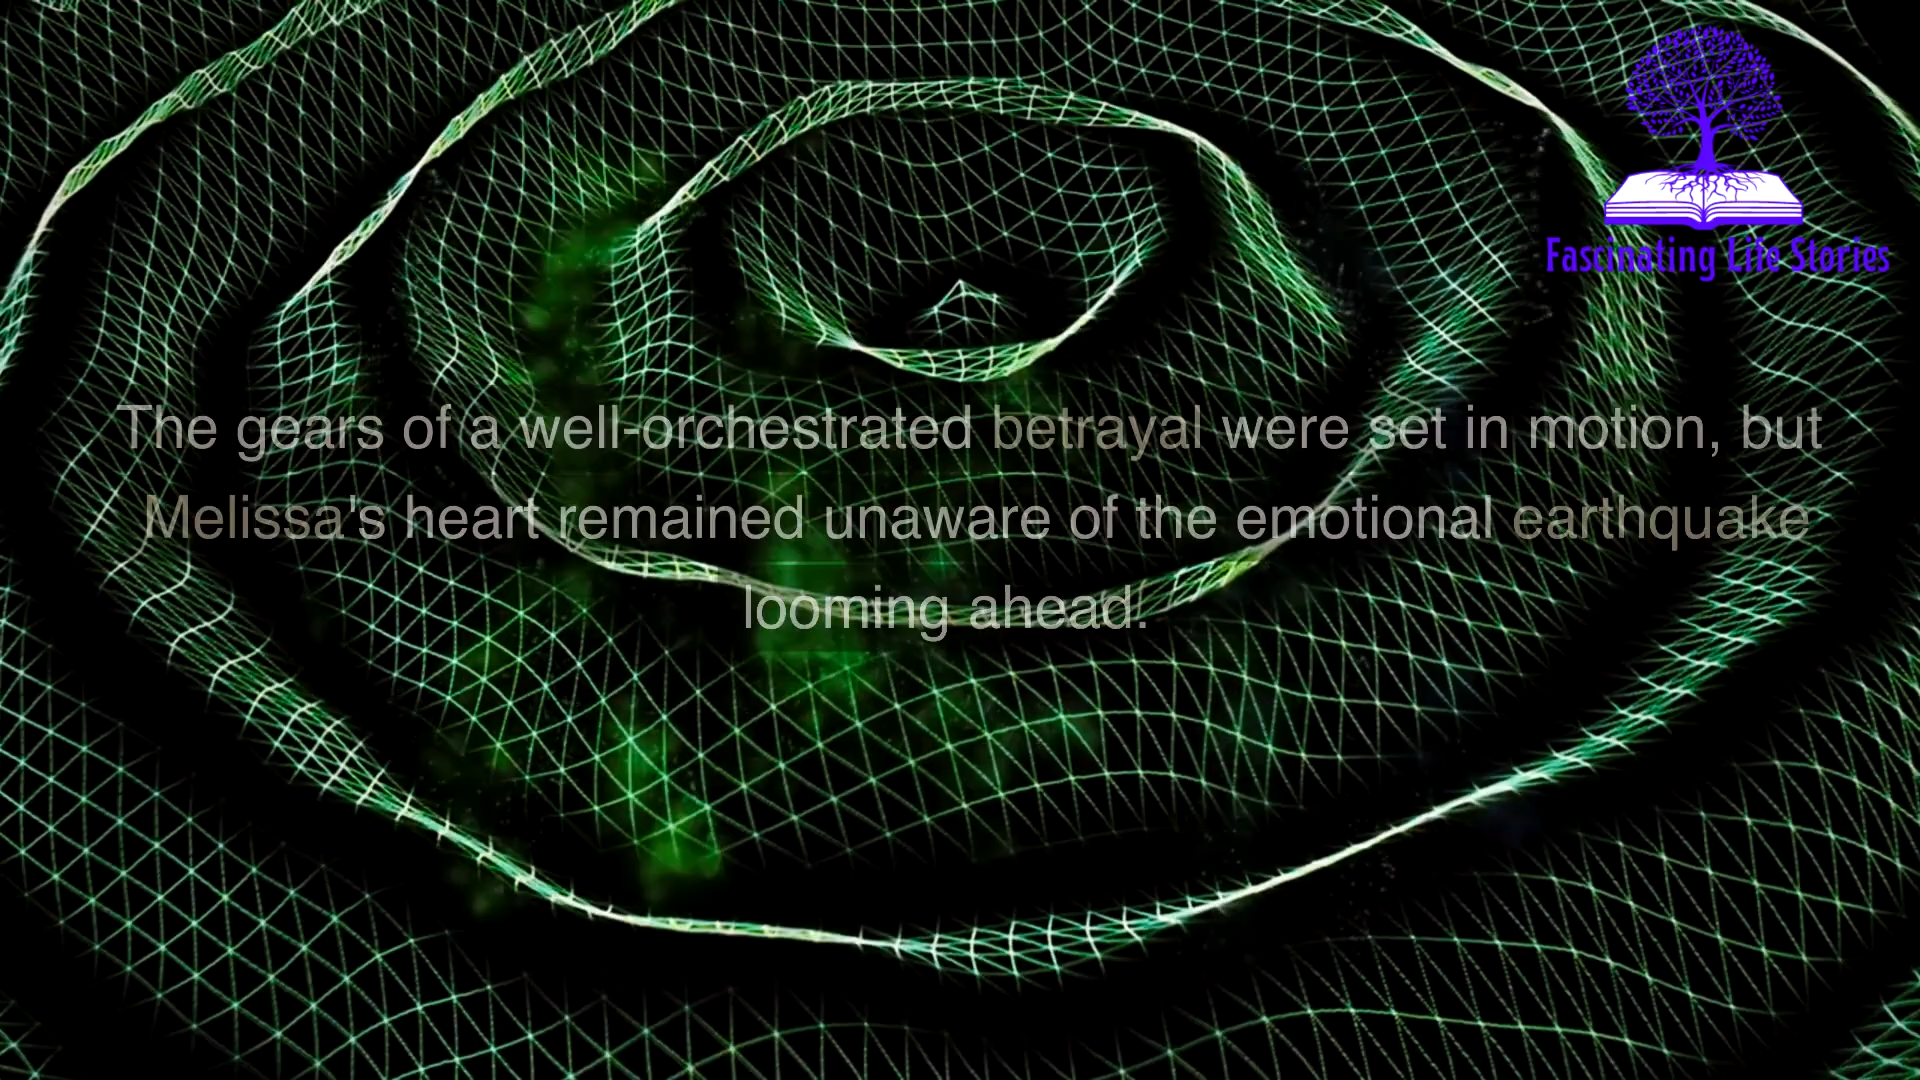 Fascinating Life Stories
The gears of a well-orchestrated betrayal were set in motion, but
Melissa's heart remained unaware of the emotional earthquake
looming ahead.